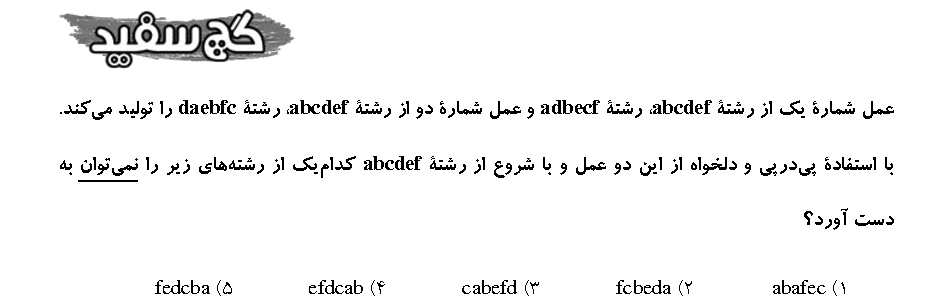 گچ سفید
عمل شمارهٔ یک از رشتهٔ abcdef، رشتهٔ adbecf و عمل شمارهٔ دو از رشتهٔ abcdef، رشتهٔ daebfc را تولید می‌کند.
با استفادهٔ پی‌در‌پی و دلخواه از این دو عمل و با شروع از رشتهٔ abcdef کدام‌یک از رشته‌های زیر را نمی‌توان به
دست آورد؟
۱) abafec ۲) fcbeda ۳) cabefd ۴) efdcab ۵) fedcba